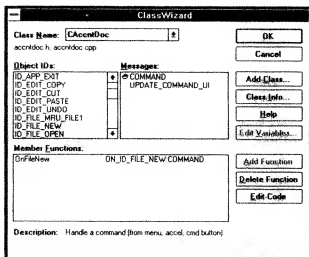 ClassWizard
Class Name: CAccntDoc
OK
accntdoc.h, accntdoc.cpp
Cancel
Object IDs:
Messages:
ID_APP_EXIT
ID_EDIT_COPY
ID_EDIT_CUT
ID_EDIT_PASTE
ID_EDIT_UNDO
ID_FILE_MRU_FILE1
ID_FILE_NEW
ID_FILE_OPEN
COMMAND
UPDATE_COMMAND_UI
Add Class...
Class Info...
Help
Edit Variables...
Member Functions:
OnFileNew ON_ID_FILE_NEW:COMMAND
Add Function
Delete Function
Edit Code
Description: Handle a command (from menu, accel, cmd button)